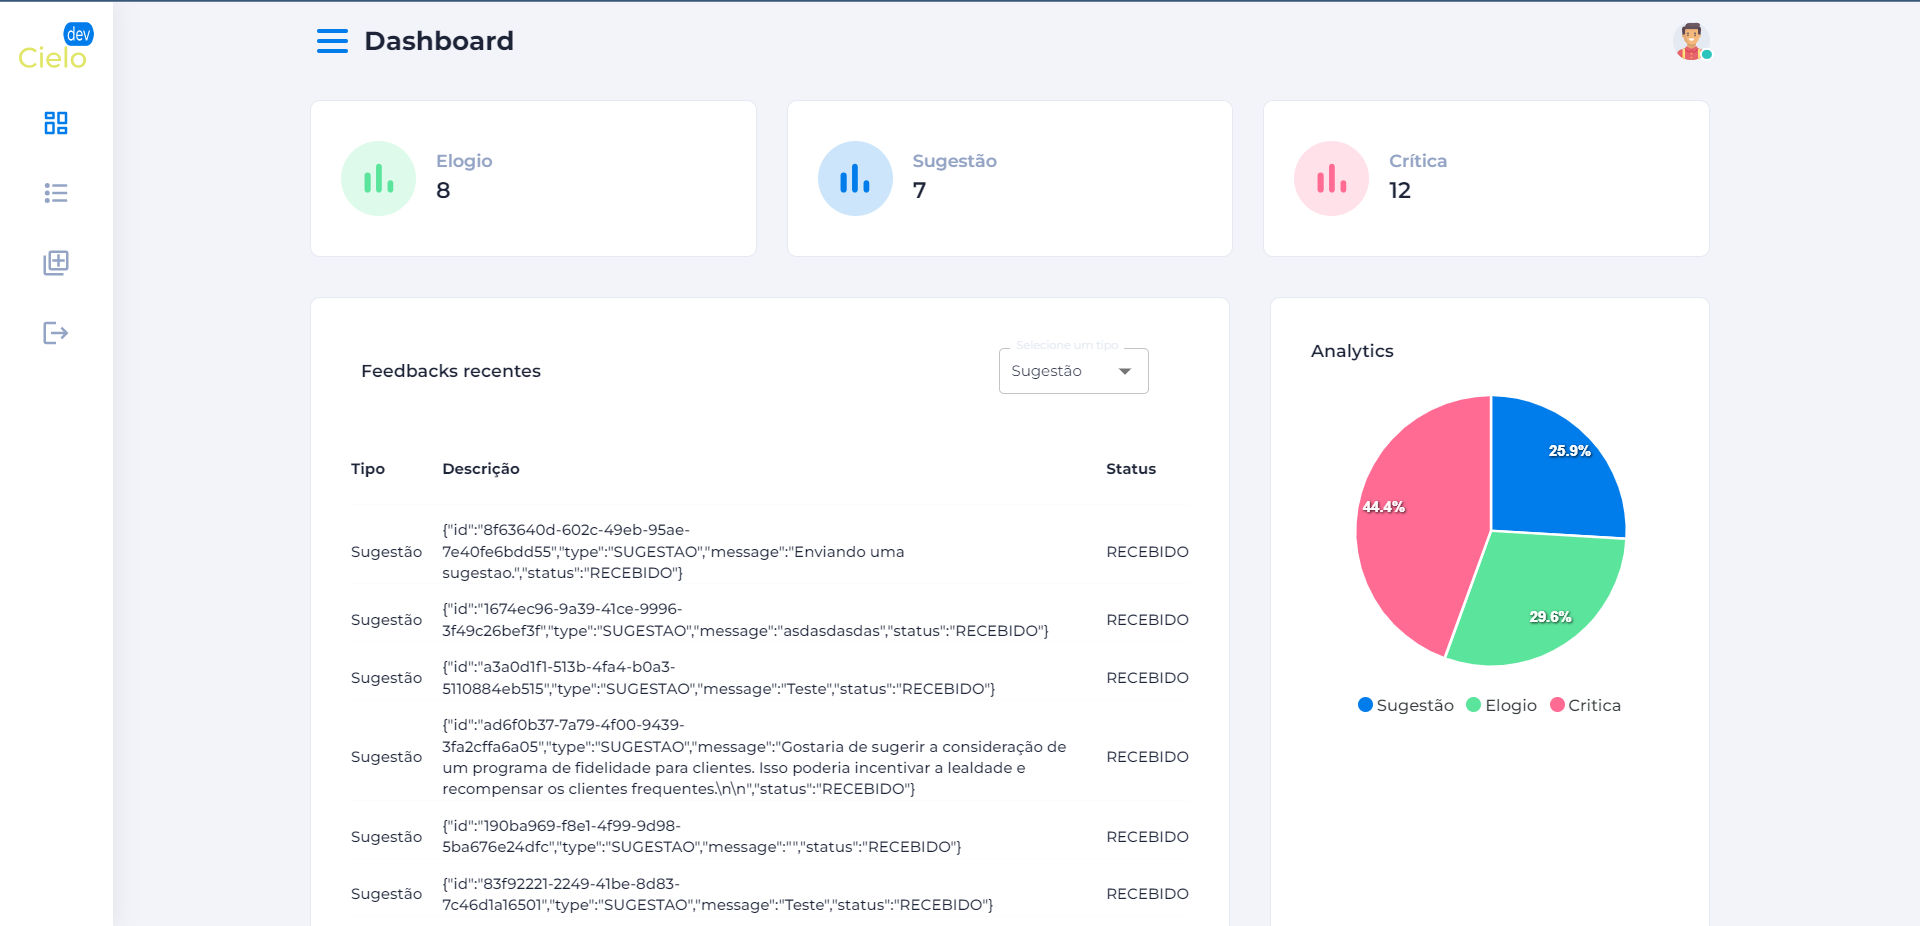 dev
Cielo
Dashboard
Elogio
8
Sugestão
7
Crítica
12
Feedbacks recentes
Selecione um tipo
Sugestão
Tipo Descrição Status
{"id":"8f63640d-602c-49eb-95ae-
Sugestão 7e40fe6bdd55","type":"SUGESTAO","message":"Enviando uma RECEBIDO
sugestao.","status":"RECEBIDO"}
{"id":"1674ec96-9a39-41ce-9996-
Sugestão 3f49c26bef3f","type":"SUGESTAO","message":"asdasdasdas","status":"RECEBIDO"} RECEBIDO
{"id":"a3a0d1f1-513b-4fa4-b0a3-
Sugestão 5110884eb515","type":"SUGESTAO","message":"Teste","status":"RECEBIDO"} RECEBIDO
{"id":"ad6f0b37-7a79-4f00-9439-
3fa2cffa6a05","type":"SUGESTAO","message":"Gostaria de sugerir a consideração de
Sugestão um programa de fidelidade para clientes. Isso poderia incentivar a lealdade e RECEBIDO
recompensar os clientes frequentes.\n\n","status":"RECEBIDO"}
{"id":"190ba969-f8e1-4f99-9d98-
Sugestão 5ba676e24dfc","type":"SUGESTAO","message":"","status":"RECEBIDO"} RECEBIDO
{"id":"83f92221-2249-41be-8d83-
Sugestão 7c46d1a16501","type":"SUGESTAO","message":"Teste","status":"RECEBIDO"} RECEBIDO
Analytics
25.9%
44.4%
29.6%
Sugestão Elogio Critica